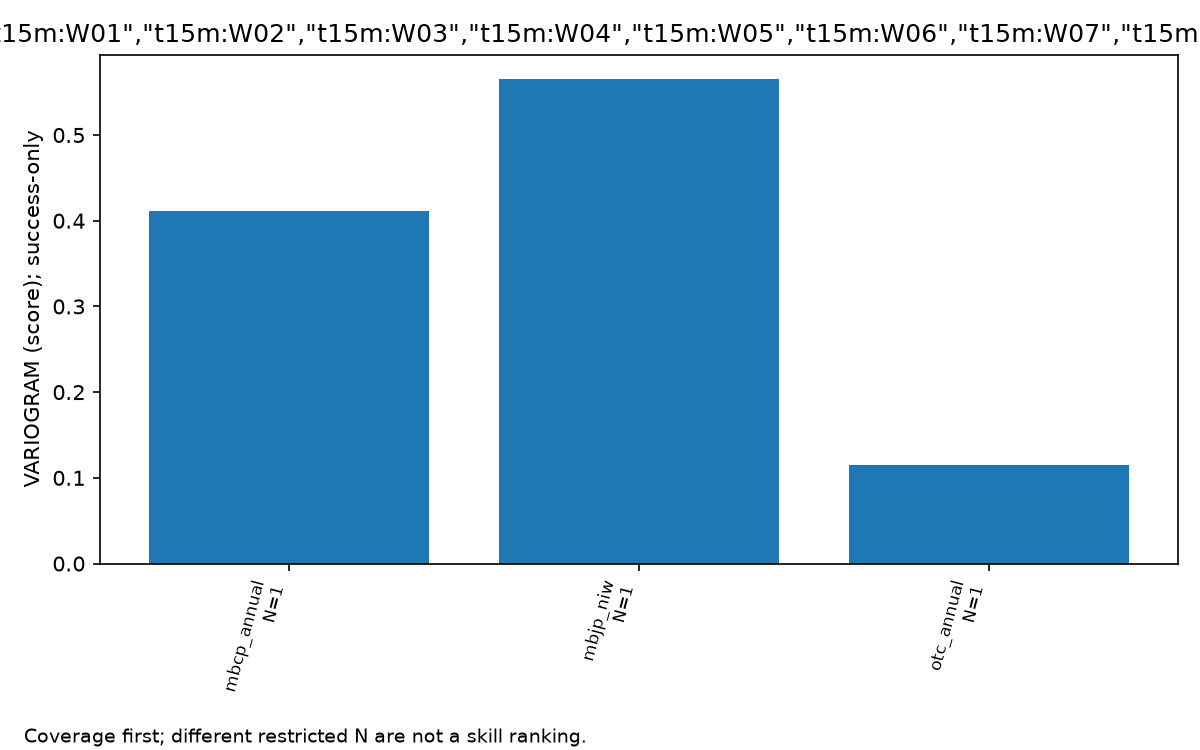 t15m:W01","t15m:W02","t15m:W03","t15m:W04","t15m:W05","t15m:W06","t15m:W07","t15m
VARIOGRAM (score); success-only
0.5
0.4
0.3
0.2
0.1
0.0
mbcp_annual
N=1
mbjp_niw
N=1
otc_annual
N=1
Coverage first; different restricted N are not a skill ranking.